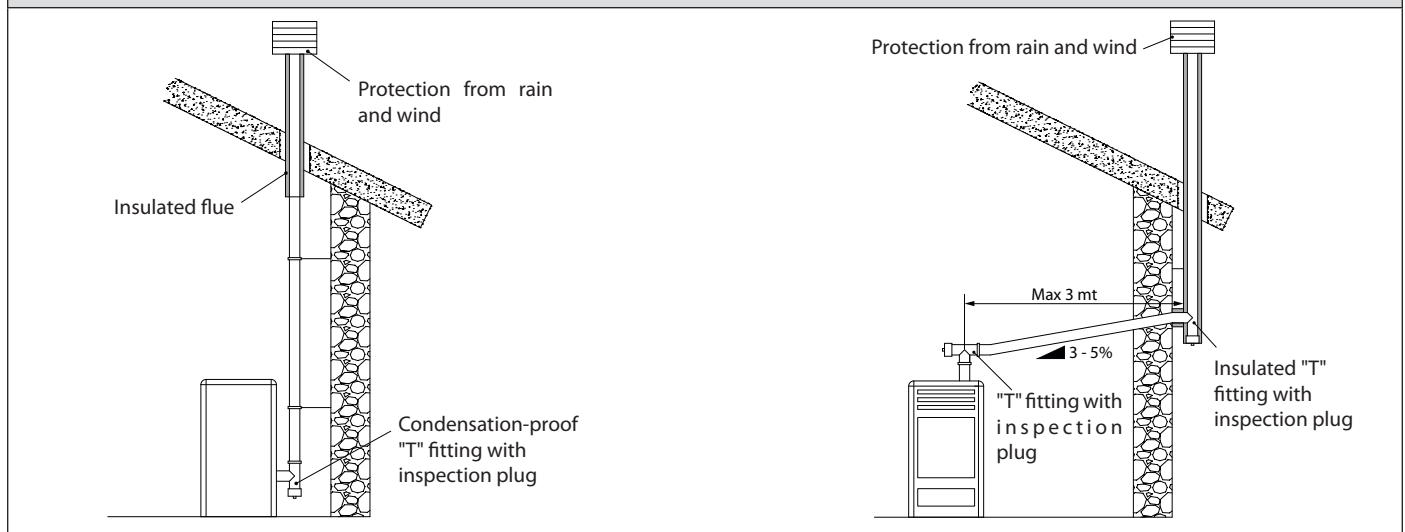 Protection from rain
and wind
Insulated flue
Condensation-proof
"T" fitting with
inspection plug
Protection from rain and wind
Max 3 mt
3 - 5%
"T" fitting with
inspection
plug
Insulated "T"
fitting with
inspection plug